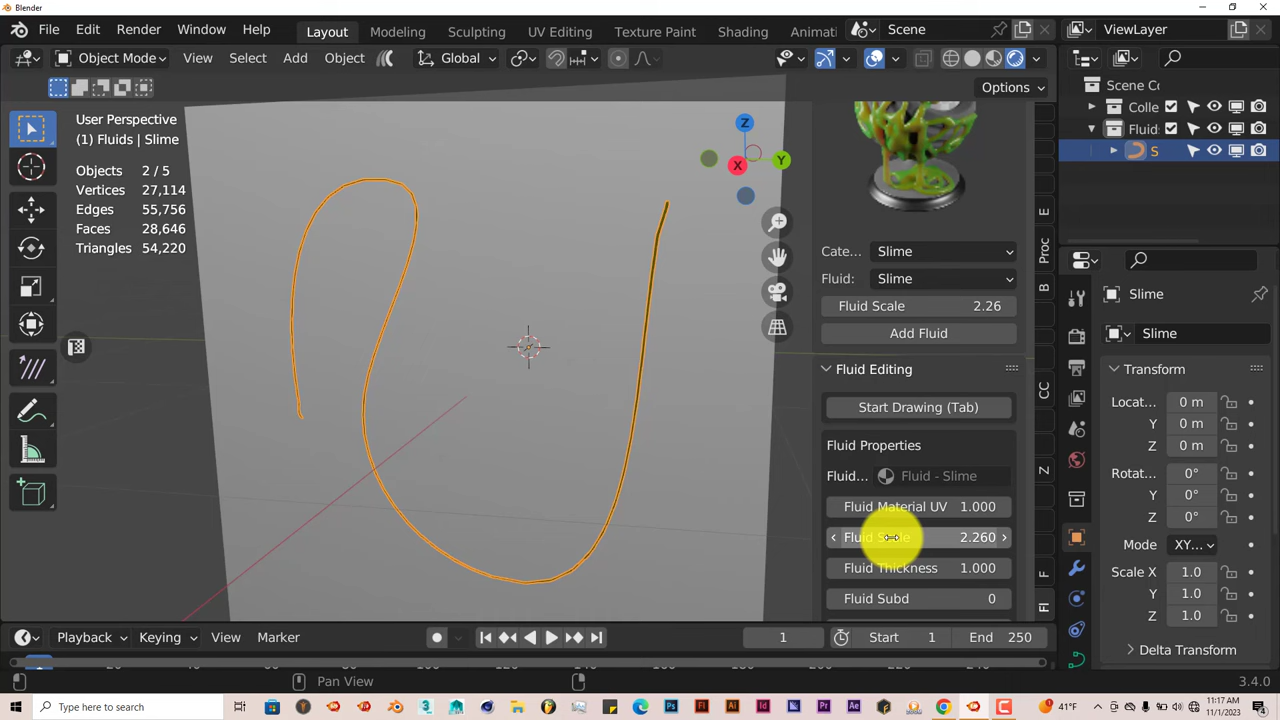 Blender
File Edit Render Window Help Layout Modeling Sculpting UV Editing Texture Paint Shading Scene ViewLayer
Object Mode View Select Add Object Global
Options
User Perspective
(1) Fluids | Slime
Objects 2 / 5
Vertices 27,114
Edges 55,756
Faces 28,646
Triangles 54,220
Z
Y
X
Cate... Slime
Fluid: Slime
Fluid Scale 2.26
Add Fluid
Fluid Editing
Start Drawing (Tab)
Fluid Properties
Fluid... Fluid - Slime
Fluid Material UV 1.000
Fluid 2.260
Fluid Thickness 1.000
Fluid Subd 0
E
Proc
B
CC
Z
F
Fl
Scene Co
Colle
Fluid
S
Slime
Slime
Transform
Locat... X 0 m
Y 0 m
Z 0 m
Rotat... X 0°
Y 0°
Z 0°
Mode XY...
Scale X 1.0
Y 1.0
Z 1.0
Delta Transform
Playback Keying View Marker 1 Start 1 End 250
Pan View 3.4.0
Type here to search 41°F 11:17 AM
11/1/2023